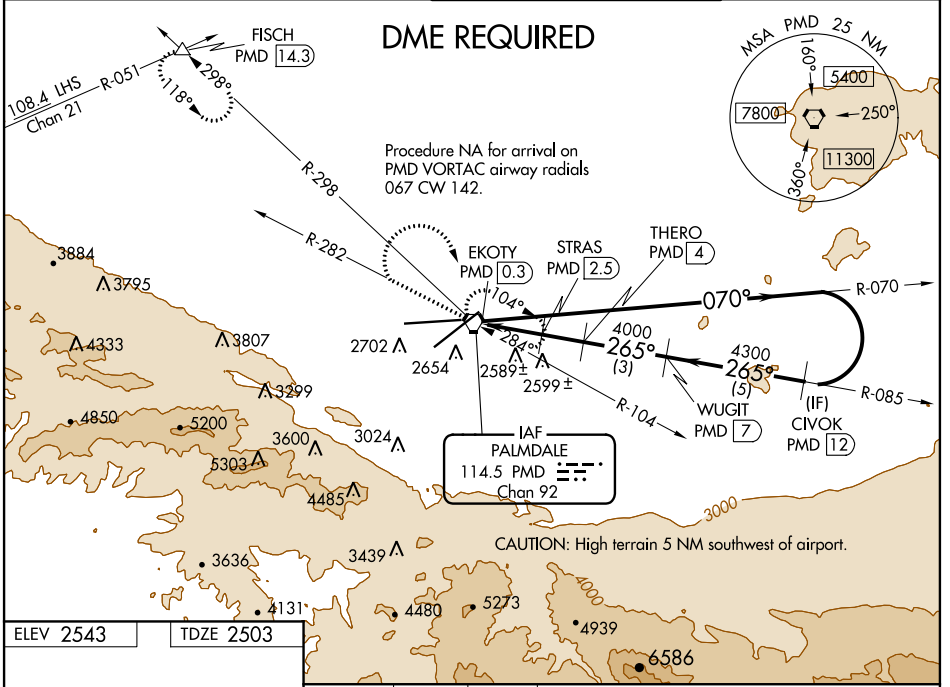 DME REQUIRED
FISCH
PMD 14.3
108.4 LHS
Chan 21
R-051
298°
118°
R-298
MSA PMD 25 NM
160°
5400
7800
250°
11300
360°
Procedure NA for arrival on
PMD VORTAC airway radials
067 CW 142.
R-282
EKOTY
PMD 0.3
STRAS
PMD 2.5
THERO
PMD 4
104°
284°
070°
R-070
4000
265°
(3)
4300
265°
(5)
R-085
R-104
WUGIT
PMD 7
(IF)
CIVOK
PMD 12
3884
3795
4333
3807
2702
2654
2589±
2599±
3299
4850
5200
3600
3024
5303
4485
IAF
PALMDALE
114.5 PMD
Chan 92
3000
CAUTION: High terrain 5 NM southwest of airport.
3439
3636
4000
4131
4480
5273
4939
6586
ELEV 2543
TDZE 2503